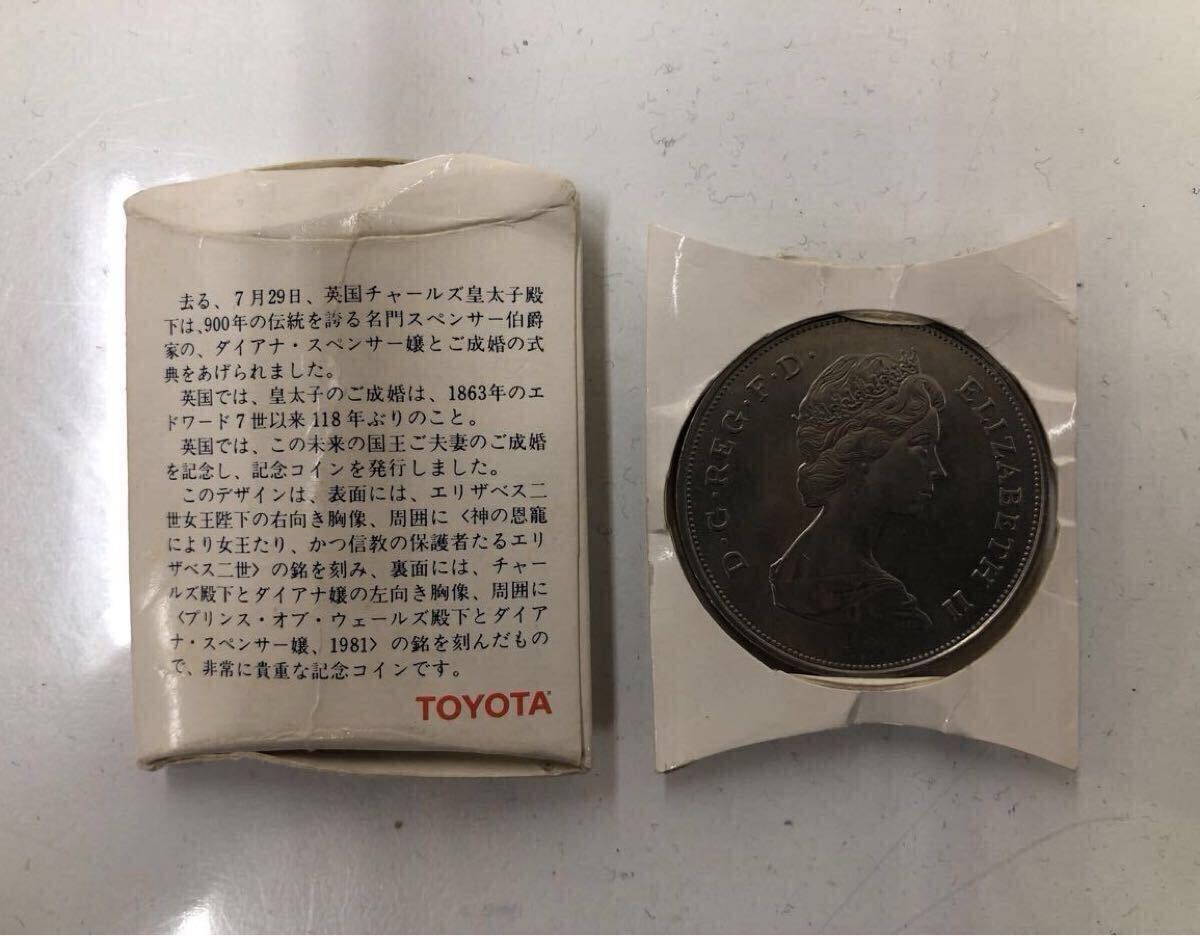 去る、7月29日、英国チャールズ皇太子殿
下は、900年の伝統を誇る名門スペンサー伯爵
家の、ダイアナ・スペンサー嬢とご成婚の式
典をあげられました。
英国では、皇太子のご成婚は、1863年のエ
ドワード7世以来118年ぶりのこと。
英国では、この未来の国王ご夫妻のご成婚
を記念し、記念コインを発行しました。
このデザインは、表面には、エリザベス二
世女王陛下の右向き胸像、周囲に〈神の恩寵
により女王たり、かつ信教の保護者たるエリ
ザベス二世〉の銘を刻み、裏面には、チャー
ルズ殿下とダイアナ嬢の左向き胸像、周囲に
〈プリンス・オブ・ウェールズ殿下とダイア
ナ・スペンサー嬢、1981〉の銘を刻んだもの
で、非常に貴重な記念コインです。
TOYOTA
D·G·REG·F·D·
ELIZABETH II